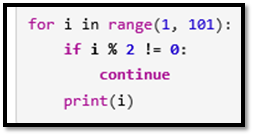 for i in range(1, 101):
    if i % 2 != 0:
        continue
    print(i)